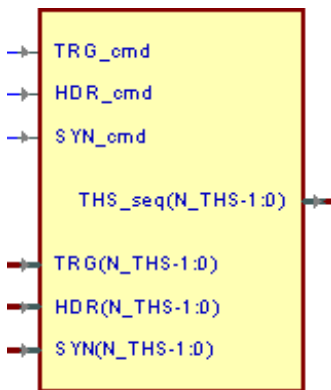 TRG_cmd
HDR_cmd
SYN_cmd
THS_seq(N_THS-1:0)
TRG(N_THS-1:0)
HDR(N_THS-1:0)
SYN(N_THS-1:0)